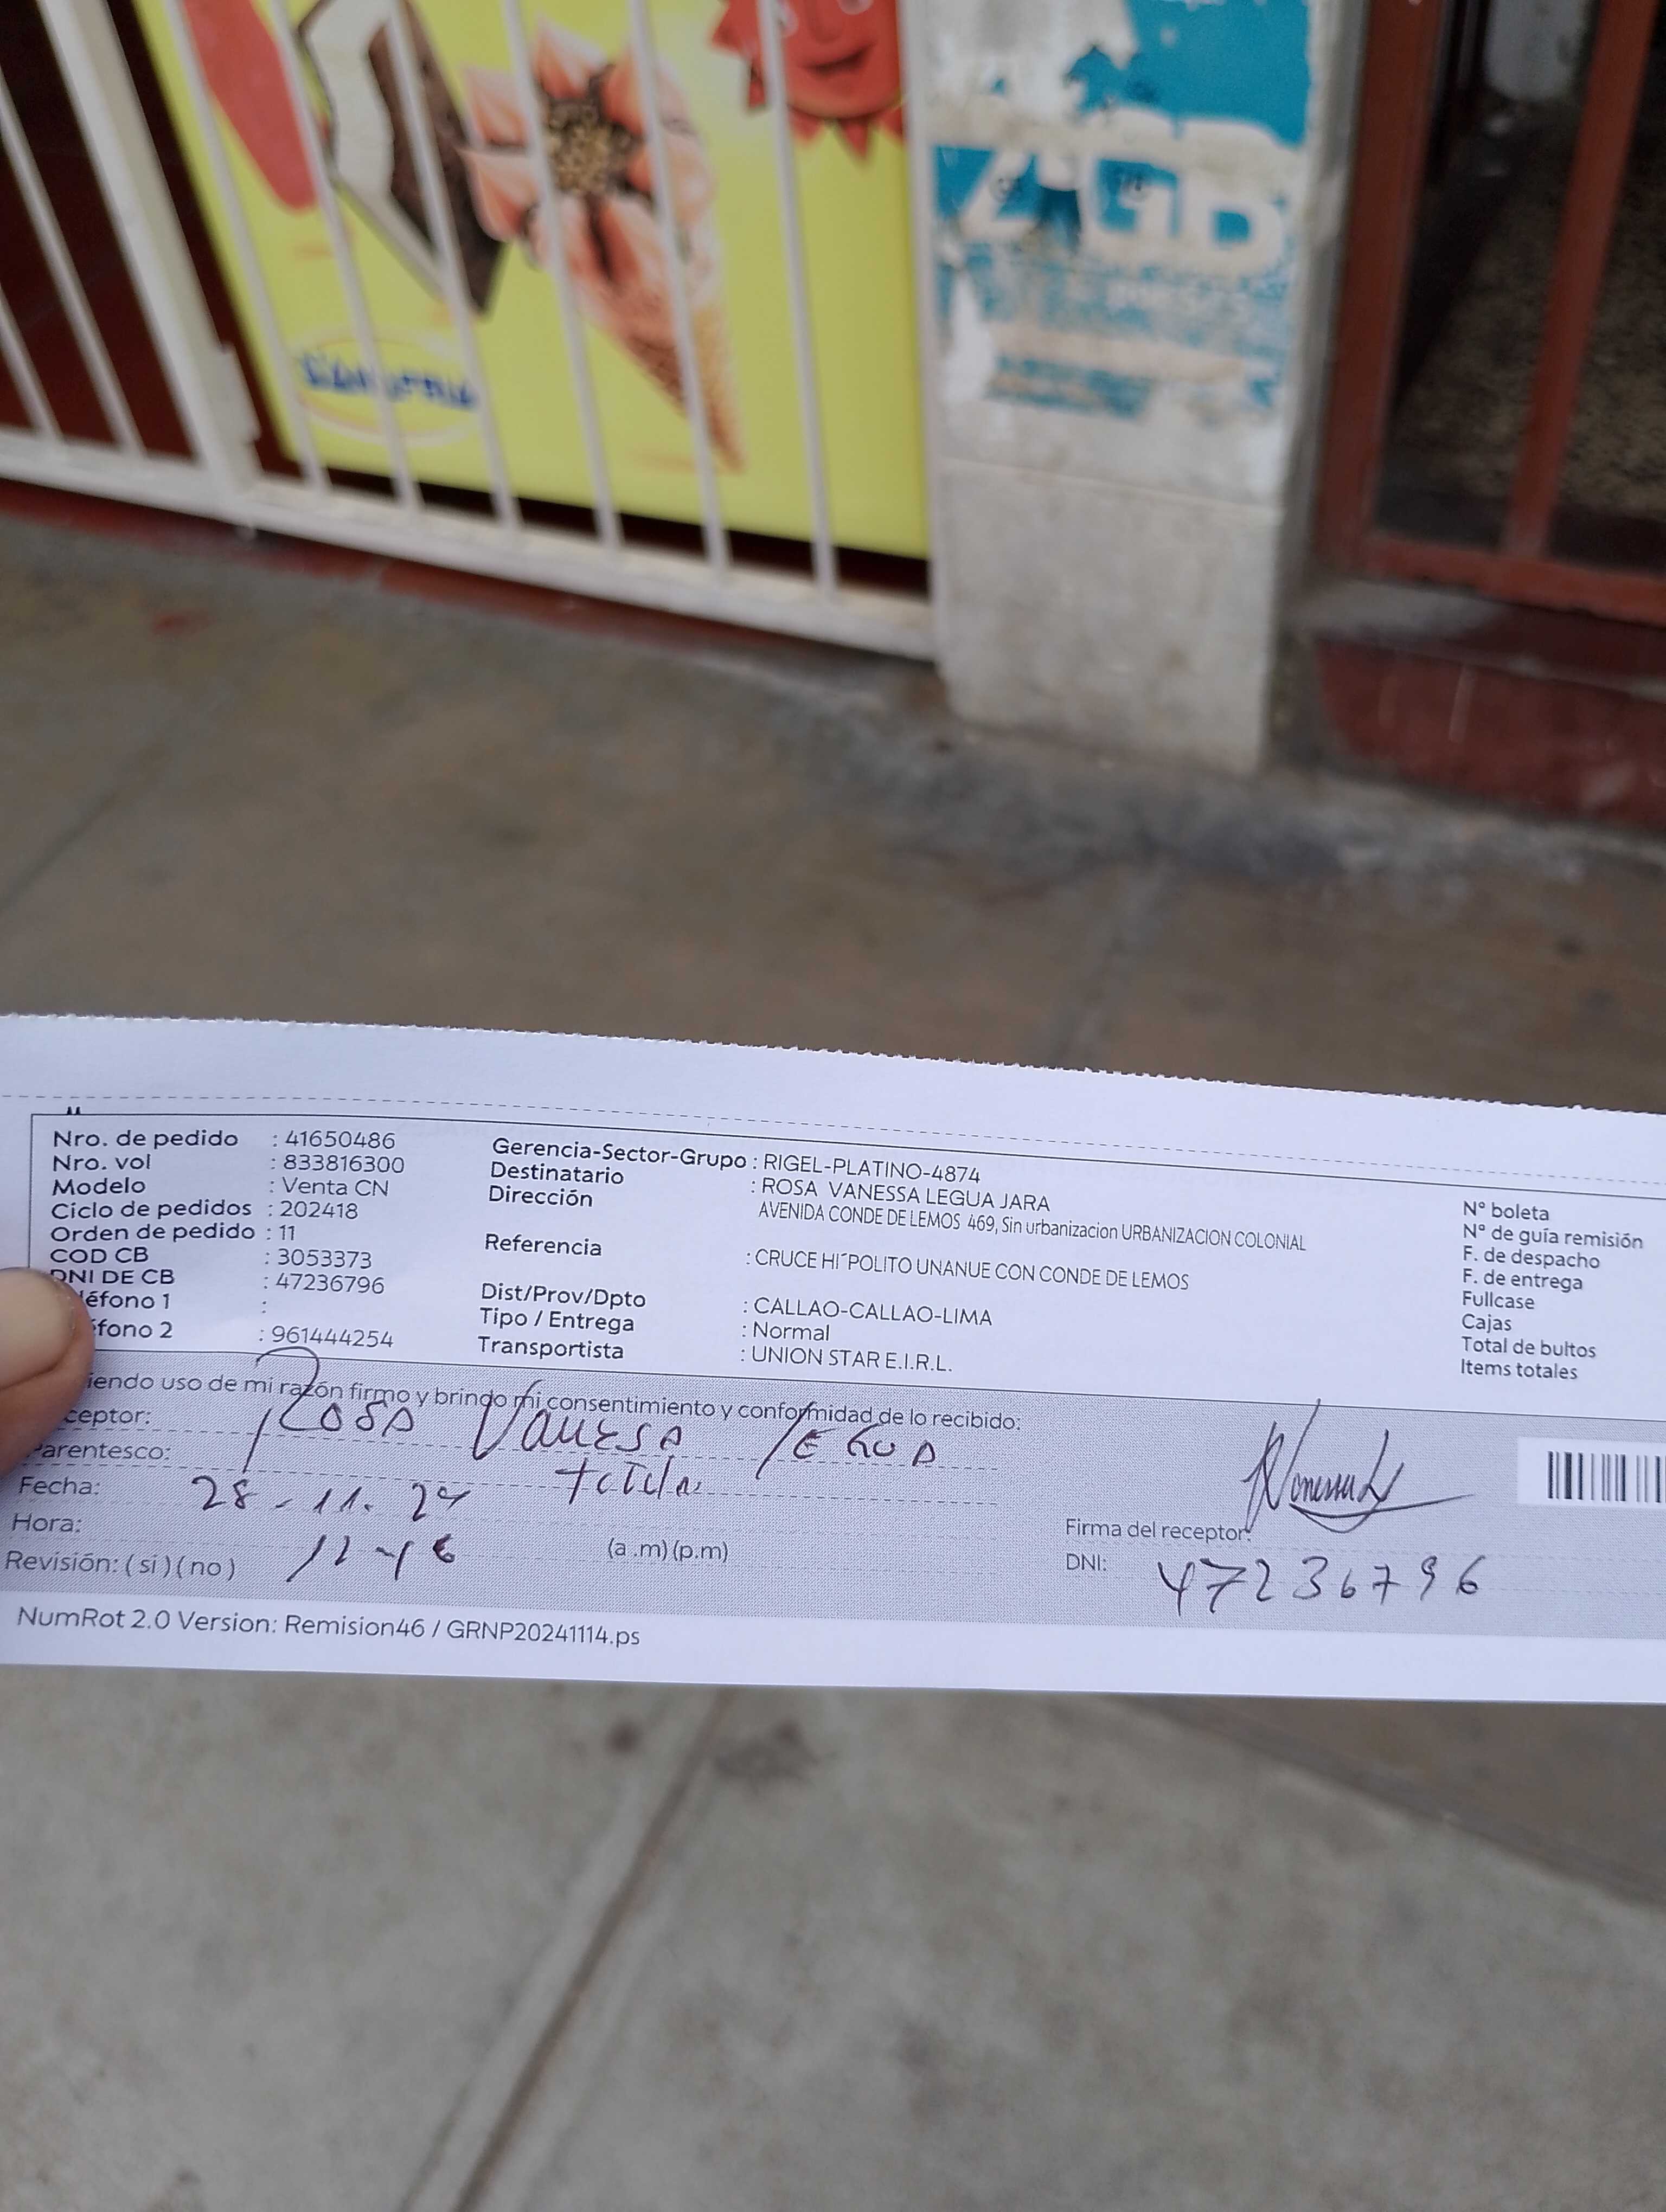 Nro. de pedido : 41650486
Nro. vol : 833816300
Modelo : Venta CN
Ciclo de pedidos : 202418
Orden de pedido : 11
COD CB : 3053373
DNI DE CB : 47236796
léfono 1 :
fono 2 : 961444254
Gerencia-Sector-Grupo : RIGEL-PLATINO-4874
Destinatario : ROSA VANESSA LEGUA JARA
Dirección AVENIDA CONDE DE LEMOS 469, Sin urbanizacion URBANIZACION COLONIAL
Referencia : CRUCE HI´POLITO UNANUE CON CONDE DE LEMOS
Dist/Prov/Dpto : CALLAO-CALLAO-LIMA
Tipo / Entrega : Normal
Transportista : UNION STAR E.I.R.L.
N° boleta
N° de guía remisión
F. de despacho
F. de entrega
Fullcase
Cajas
Total de bultos
Items totales
iendo uso de mi razón firmo y brindo mi consentimiento y conformidad de lo recibido:
ceptor: Rosa Vanesa Legua
Parentesco:
Fecha: 28-11-24
Hora:
Revisión: ( si ) ( no )
(a .m) (p.m)
Firma del receptor:
DNI: 47236796
NumRot 2.0 Version: Remision46 / GRNP20241114.ps